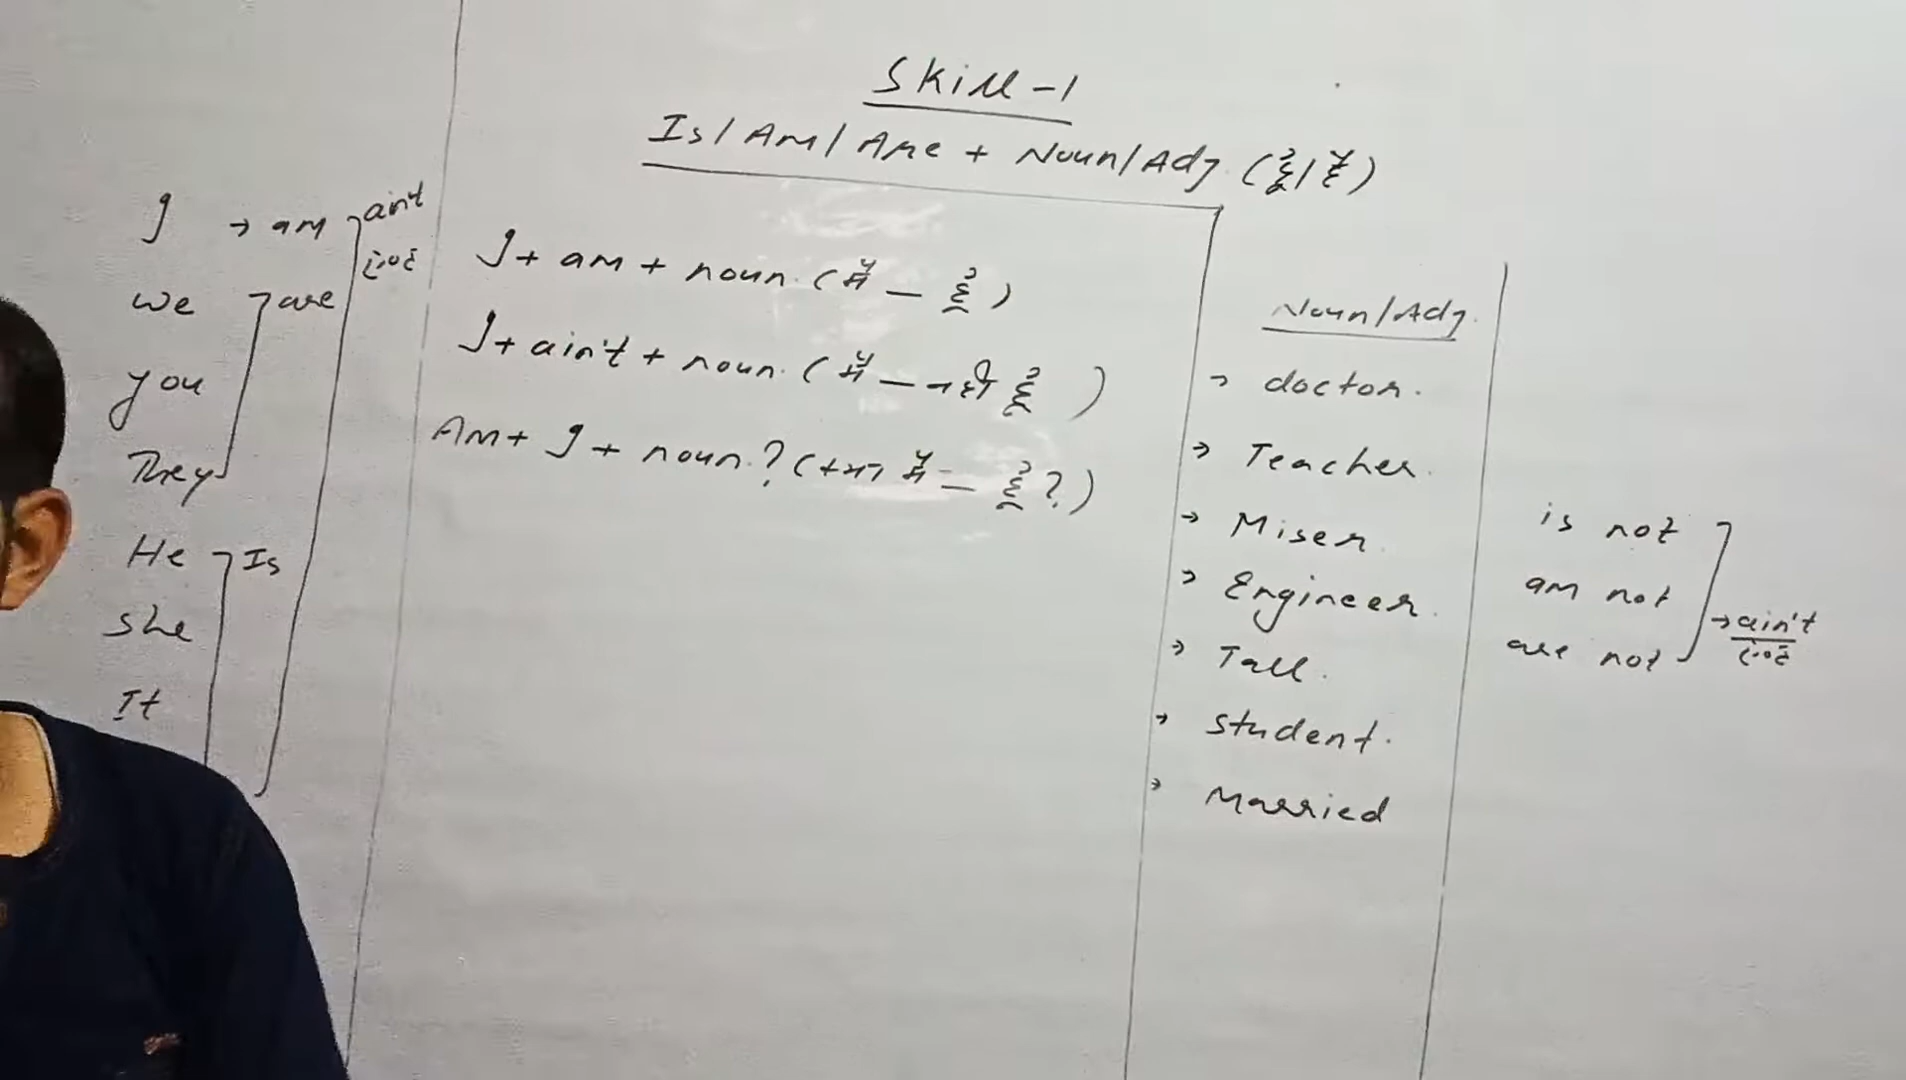 Skill-1
Is/Am/Are + Noun/Adj. (हूँ/है)
I → am
we
you
They
are
He
she
It
Is
ain't
I + am + noun. (मैं — हूँ)
I + ain't + noun. (मैं — नहीं हूँ)
Am + I + noun? (क्या मैं — हूँ?)
Noun/Adj.
→ doctor.
→ Teacher.
→ Miser.
→ Engineer.
→ Tall.
→ student.
→ Married
is not
am not
are not
→ ain't